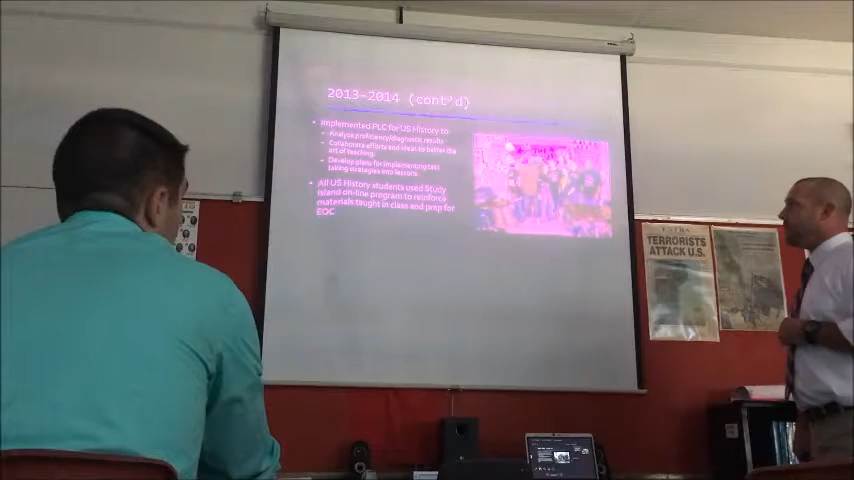 2013-2014 (cont'd)
• Implemented PLC for US History to
- Analyze proficiency/diagnostic results
- Collaborate efforts and ideas to better the
art of teaching.
- Develop plans for implementing test
taking strategies into lessons.
• All US History students used Study
Island on-line program to reinforce
materials taught in class and prep for
EOC
EXTRA
TERRORISTS
ATTACK U.S.